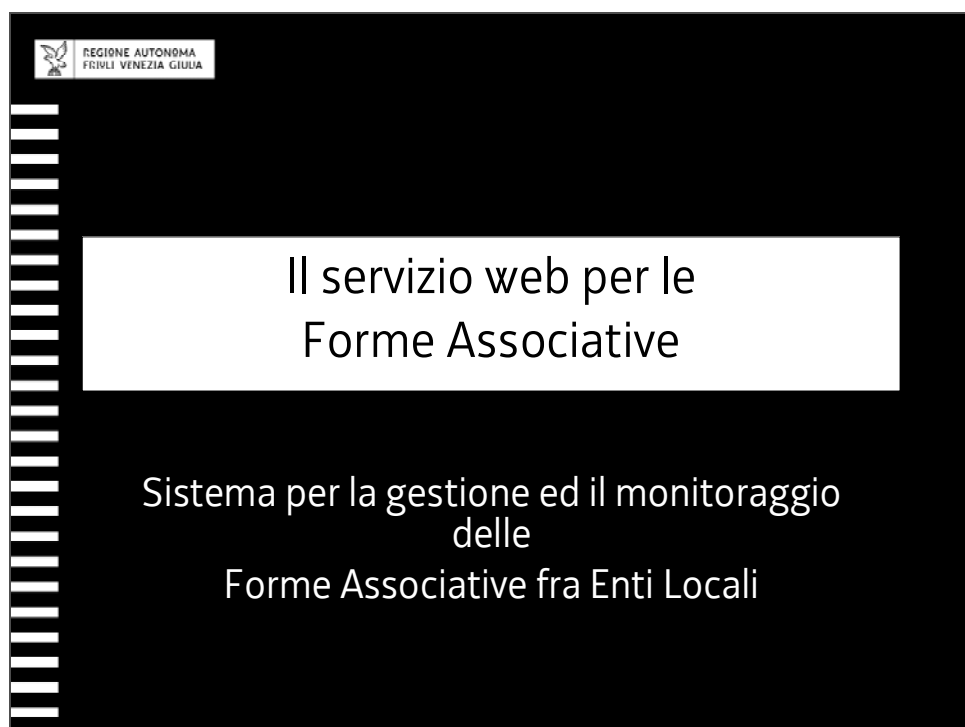 REGIONE AUTONOMA
FRIULI VENEZIA GIULIA
Il servizio web per le
Forme Associative
Sistema per la gestione ed il monitoraggio
delle
Forme Associative fra Enti Locali